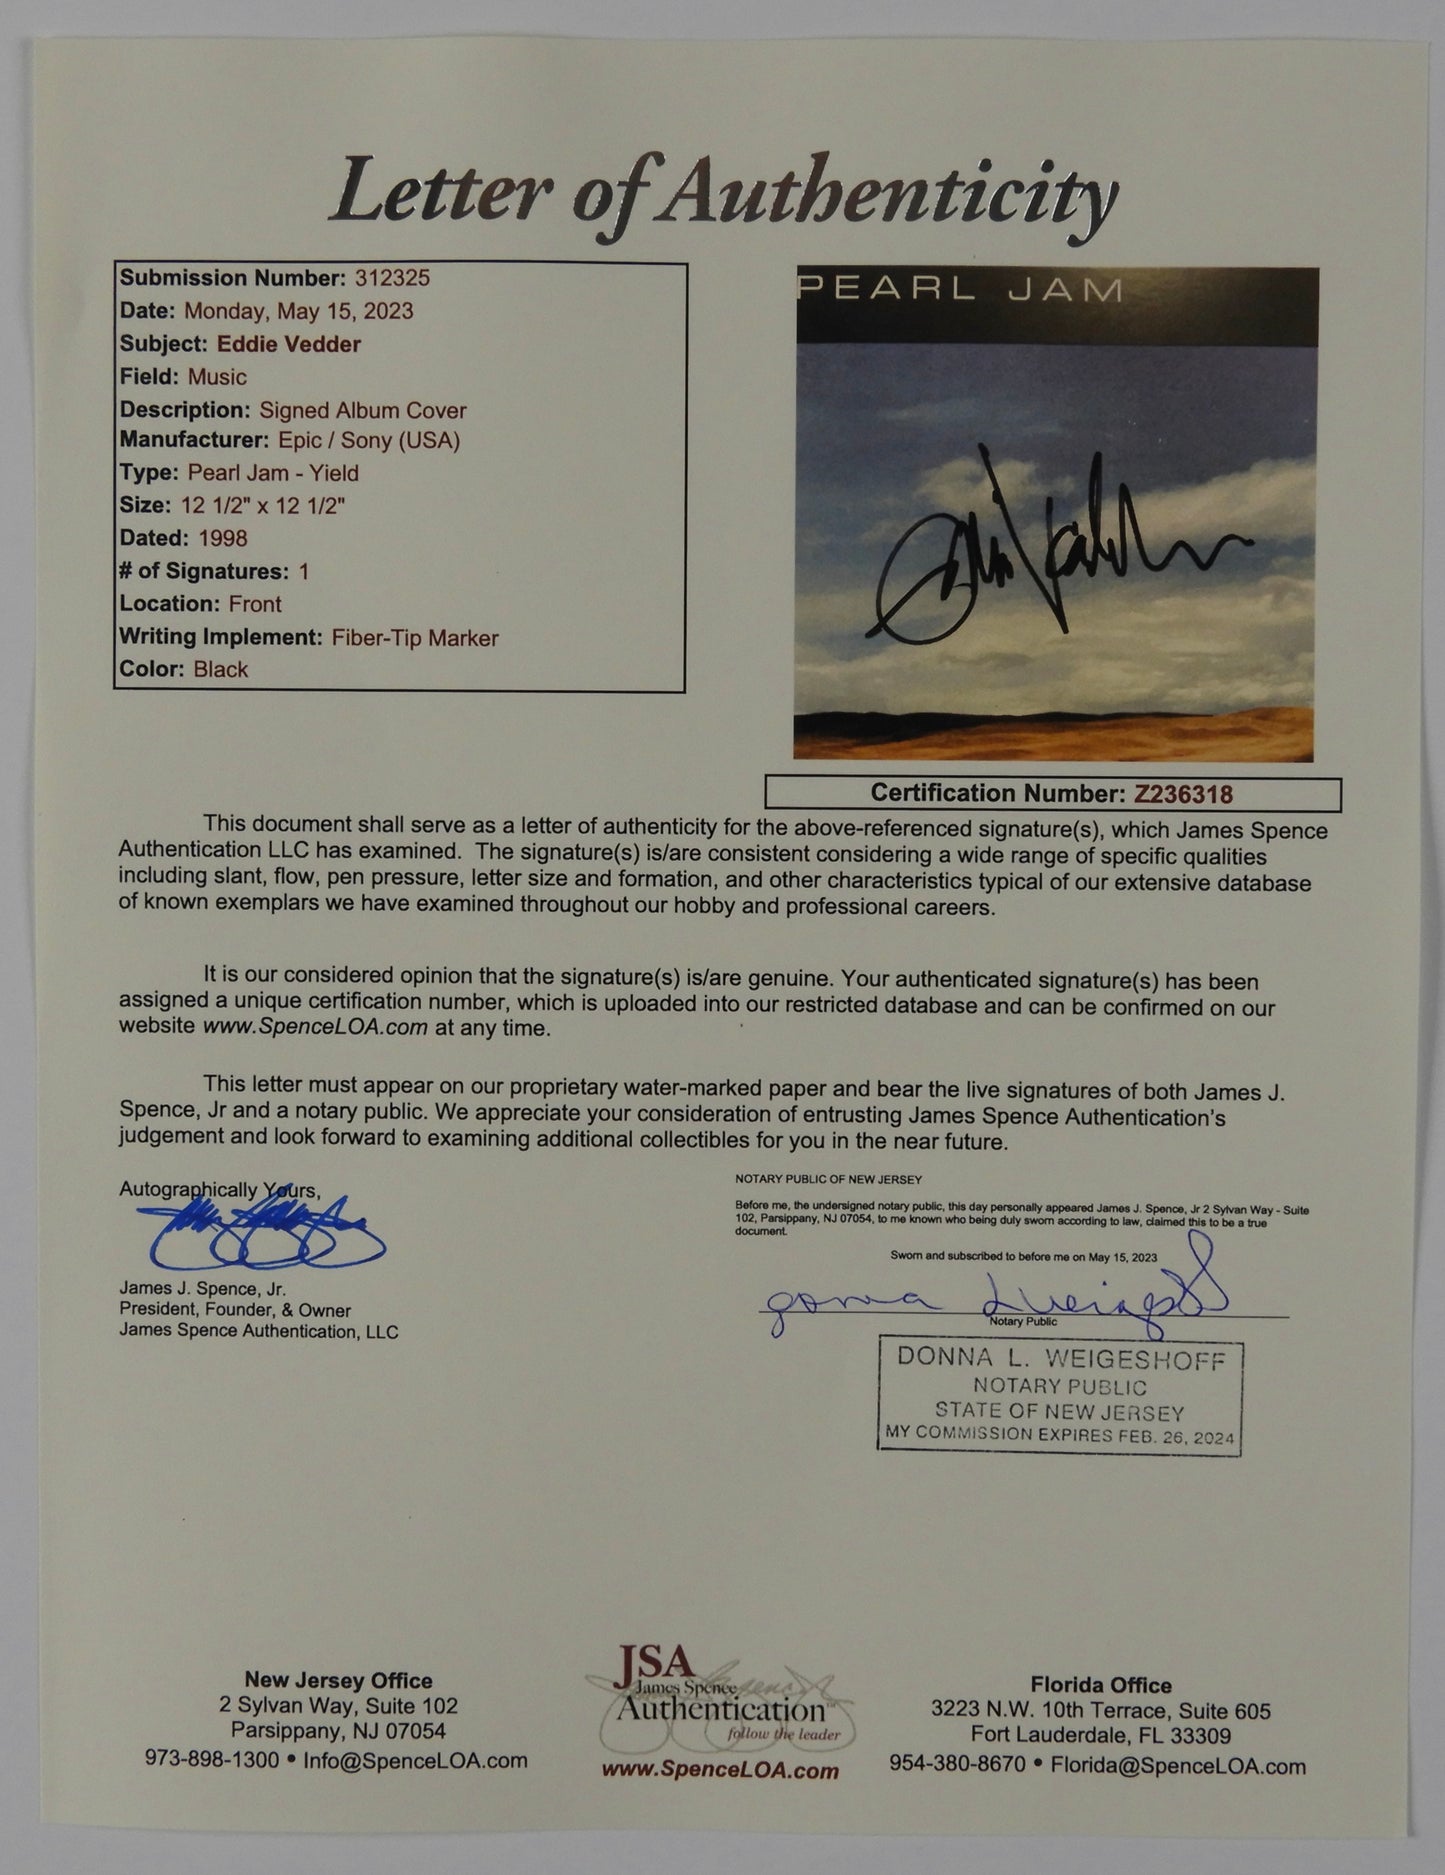 Letter of Authenticity
Submission Number: 312325
Date: Monday, May 15, 2023
Subject: Eddie Vedder
Field: Music
Description: Signed Album Cover
Manufacturer: Epic / Sony (USA)
Type: Pearl Jam - Yield
Size: 12 1/2" x 12 1/2"
Dated: 1998
# of Signatures: 1
Location: Front
Writing Implement: Fiber-Tip Marker
Color: Black
PEARL JAM
Certification Number: Z236318
This document shall serve as a letter of authenticity for the above-referenced signature(s), which James Spence
Authentication LLC has examined. The signature(s) is/are consistent considering a wide range of specific qualities
including slant, flow, pen pressure, letter size and formation, and other characteristics typical of our extensive database
of known exemplars we have examined throughout our hobby and professional careers.
It is our considered opinion that the signature(s) is/are genuine. Your authenticated signature(s) has been
assigned a unique certification number, which is uploaded into our restricted database and can be confirmed on our
website www.SpenceLOA.com at any time.
This letter must appear on our proprietary water-marked paper and bear the live signatures of both James J.
Spence, Jr and a notary public. We appreciate your consideration of entrusting James Spence Authentication's
judgement and look forward to examining additional collectibles for you in the near future.
Autographically Yours,
James J. Spence, Jr.
President, Founder, & Owner
James Spence Authentication, LLC
NOTARY PUBLIC OF NEW JERSEY
Before me, the undersigned notary public, this day personally appeared James J. Spence, Jr 2 Sylvan Way - Suite
102, Parsippany, NJ 07054, to me known who being duly sworn according to law, claimed this to be a true
document.
Sworn and subscribed to before me on May 15, 2023
Notary Public
DONNA L. WEIGESHOFF
NOTARY PUBLIC
STATE OF NEW JERSEY
MY COMMISSION EXPIRES FEB. 26, 2024
New Jersey Office
2 Sylvan Way, Suite 102
Parsippany, NJ 07054
973-898-1300 • Info@SpenceLOA.com
JSA
James Spence
Authentication™
follow the leader
www.SpenceLOA.com
Florida Office
3223 N.W. 10th Terrace, Suite 605
Fort Lauderdale, FL 33309
954-380-8670 • Florida@SpenceLOA.com